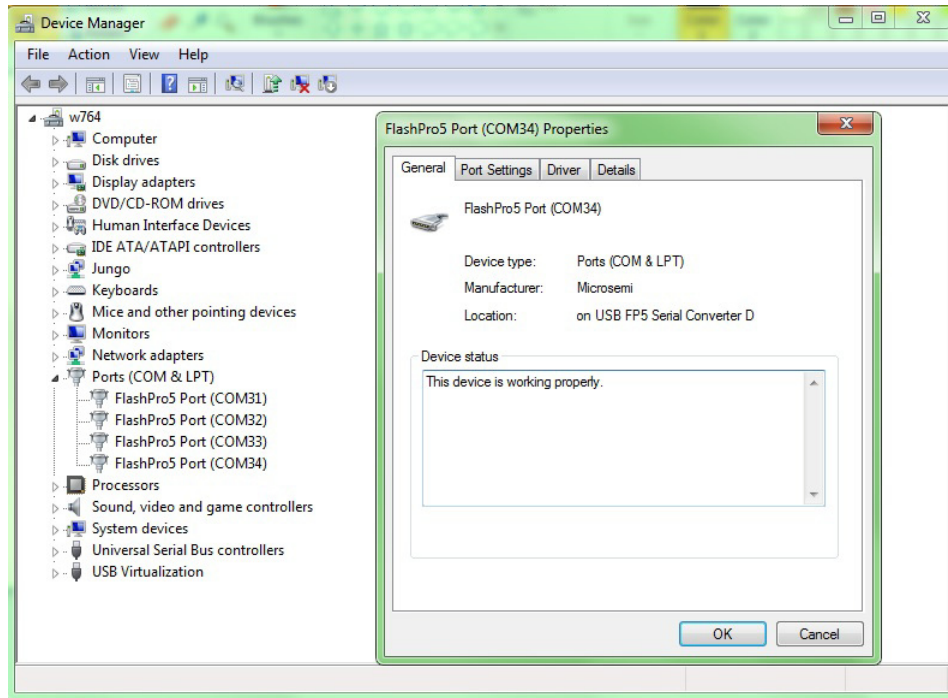 Device Manager
File Action View Help
w764
Computer
Disk drives
Display adapters
DVD/CD-ROM drives
Human Interface Devices
IDE ATA/ATAPI controllers
Jungo
Keyboards
Mice and other pointing devices
Monitors
Network adapters
Ports (COM & LPT)
FlashPro5 Port (COM31)
FlashPro5 Port (COM32)
FlashPro5 Port (COM33)
FlashPro5 Port (COM34)
Processors
Sound, video and game controllers
System devices
Universal Serial Bus controllers
USB Virtualization
FlashPro5 Port (COM34) Properties
General Port Settings Driver Details
FlashPro5 Port (COM34)
Device type: Ports (COM & LPT)
Manufacturer: Microsemi
Location: on USB FP5 Serial Converter D
Device status
This device is working properly.
OK Cancel